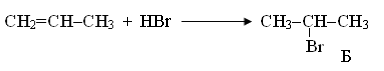 CH₂=CH–CH₃ + HBr ⟶ CH₃–CH–CH₃
Br
Б